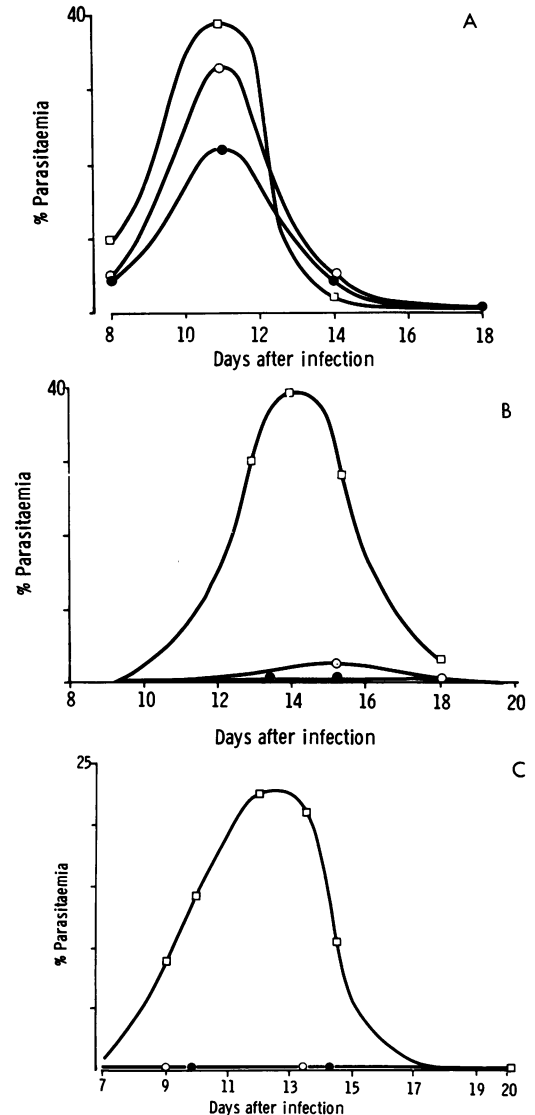 A
40
% Parasitaemia
8 10 12 14 16 18
Days after infection
B
40
% Parasitaemia
8 10 12 14 16 18 20
Days after infection
C
25
% Parasitaemia
7 9 11 13 15 17 19 20
Days after infection